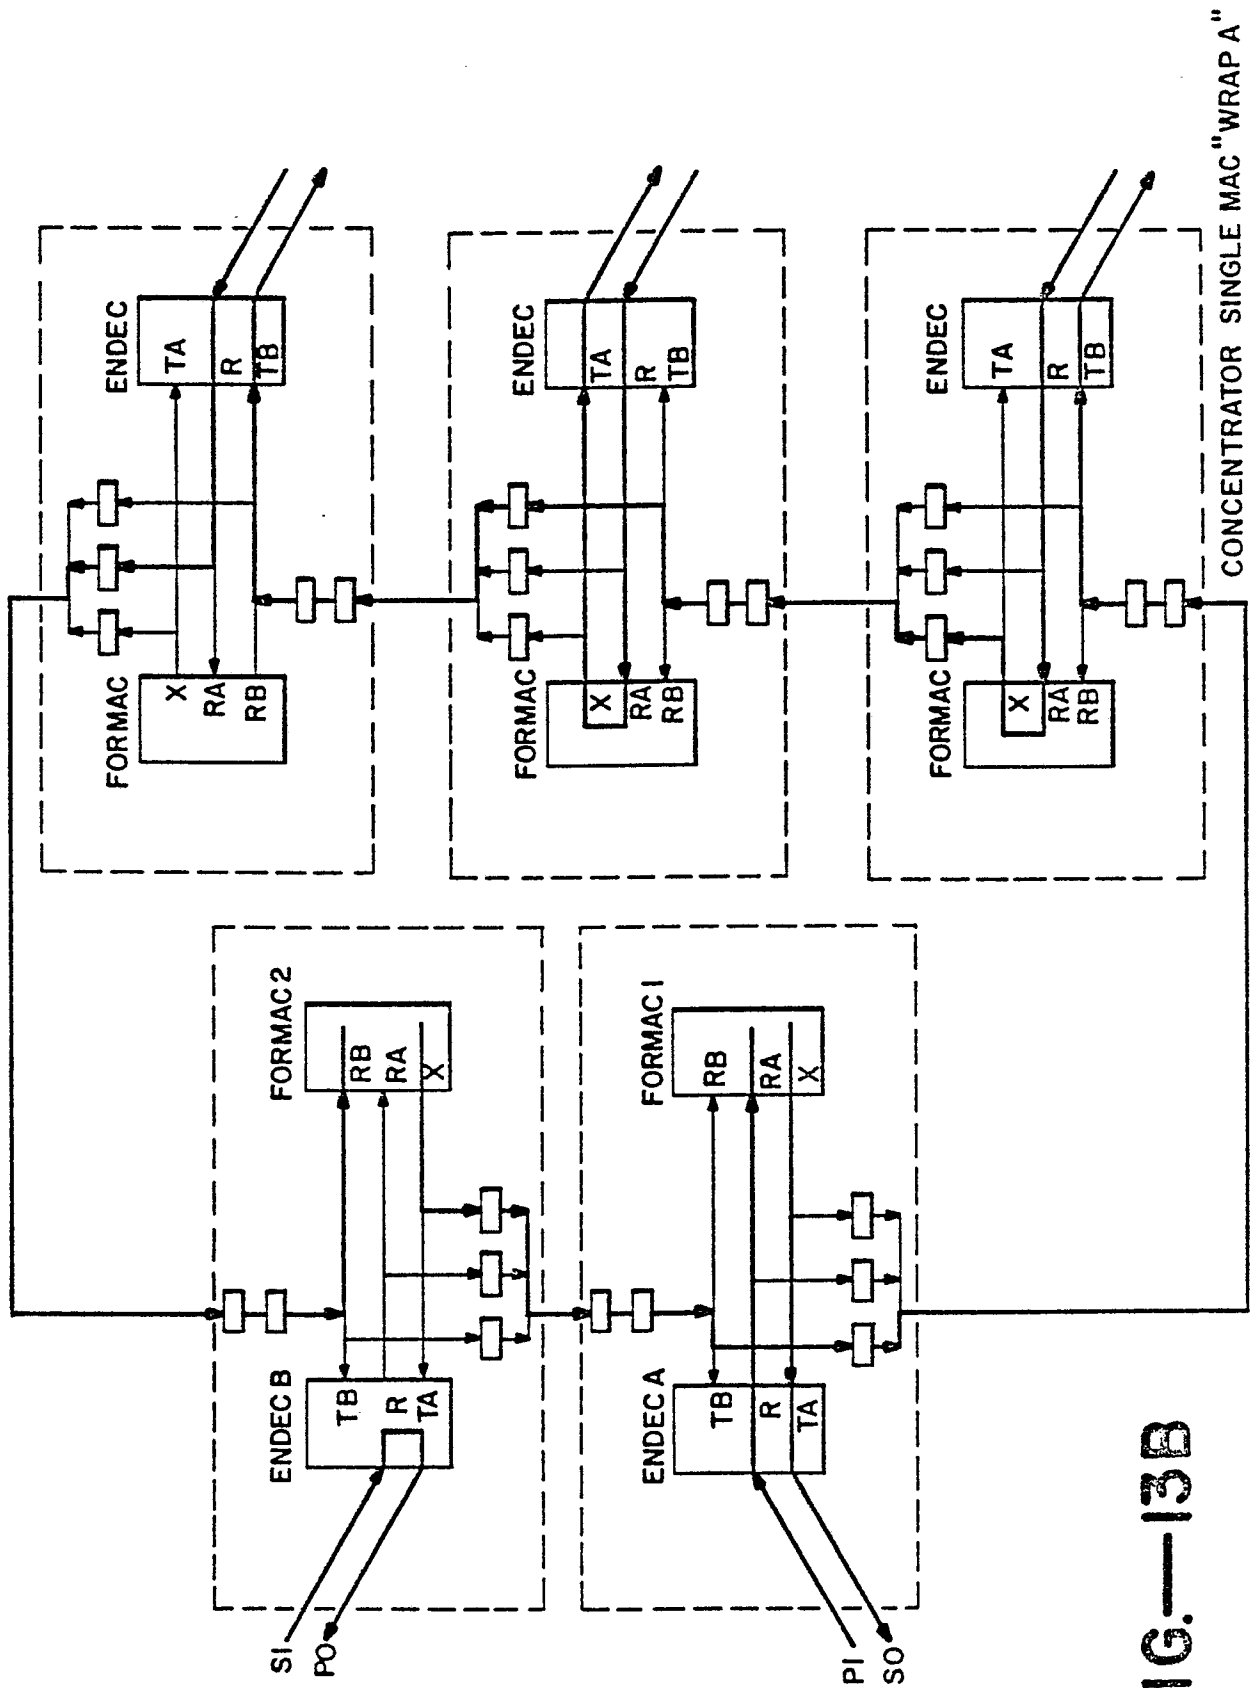 SI
PO
ENDEC B
TB
R
TA
FORMAC 2
RB
RA
X
FORMAC
X
RA
RB
ENDEC
TA
R
TB
FORMAC
X
RA
RB
ENDEC
TA
R
TB
PI
SO
ENDEC A
TB
R
TA
FORMAC 1
RB
RA
X
FORMAC
X
RA
RB
ENDEC
TA
R
TB
IG.—13B
CONCENTRATOR SINGLE MAC "WRAP A"